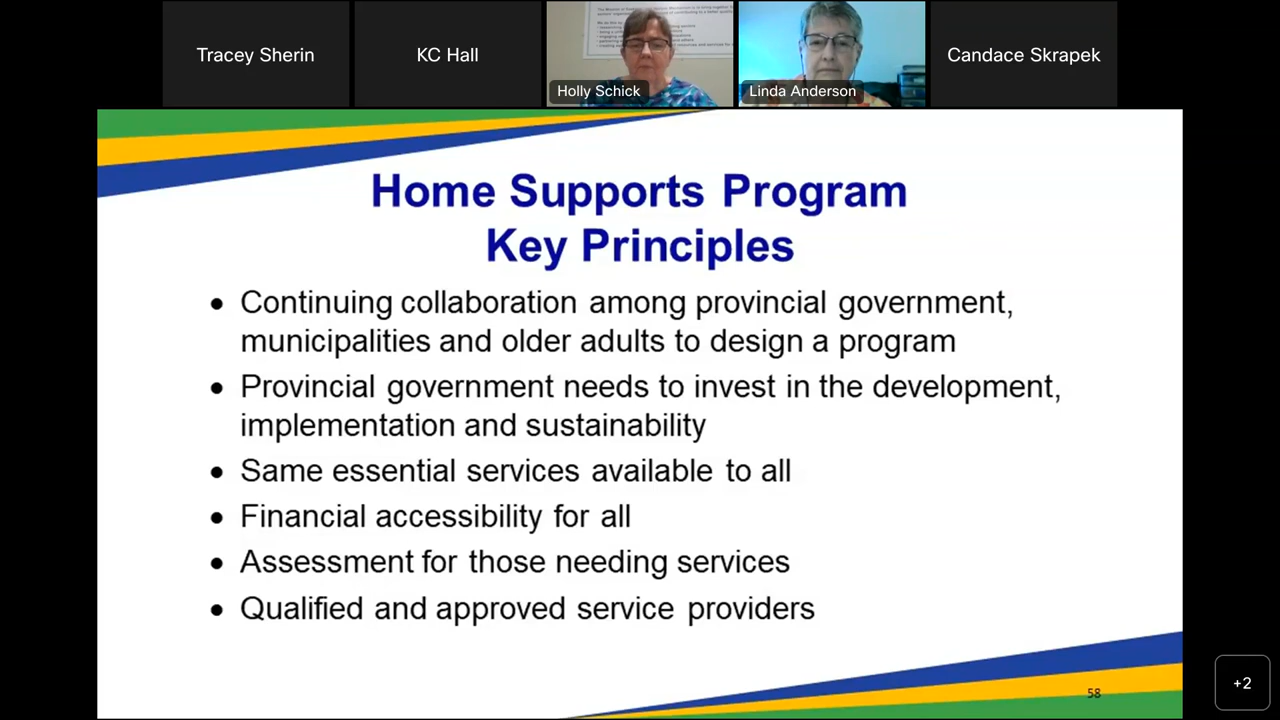 Tracey Sherin
KC Hall
Holly Schick
Linda Anderson
Candace Skrapek
Home Supports Program
Key Principles
• Continuing collaboration among provincial government,
municipalities and older adults to design a program
• Provincial government needs to invest in the development,
implementation and sustainability
• Same essential services available to all
• Financial accessibility for all
• Assessment for those needing services
• Qualified and approved service providers
58
+2